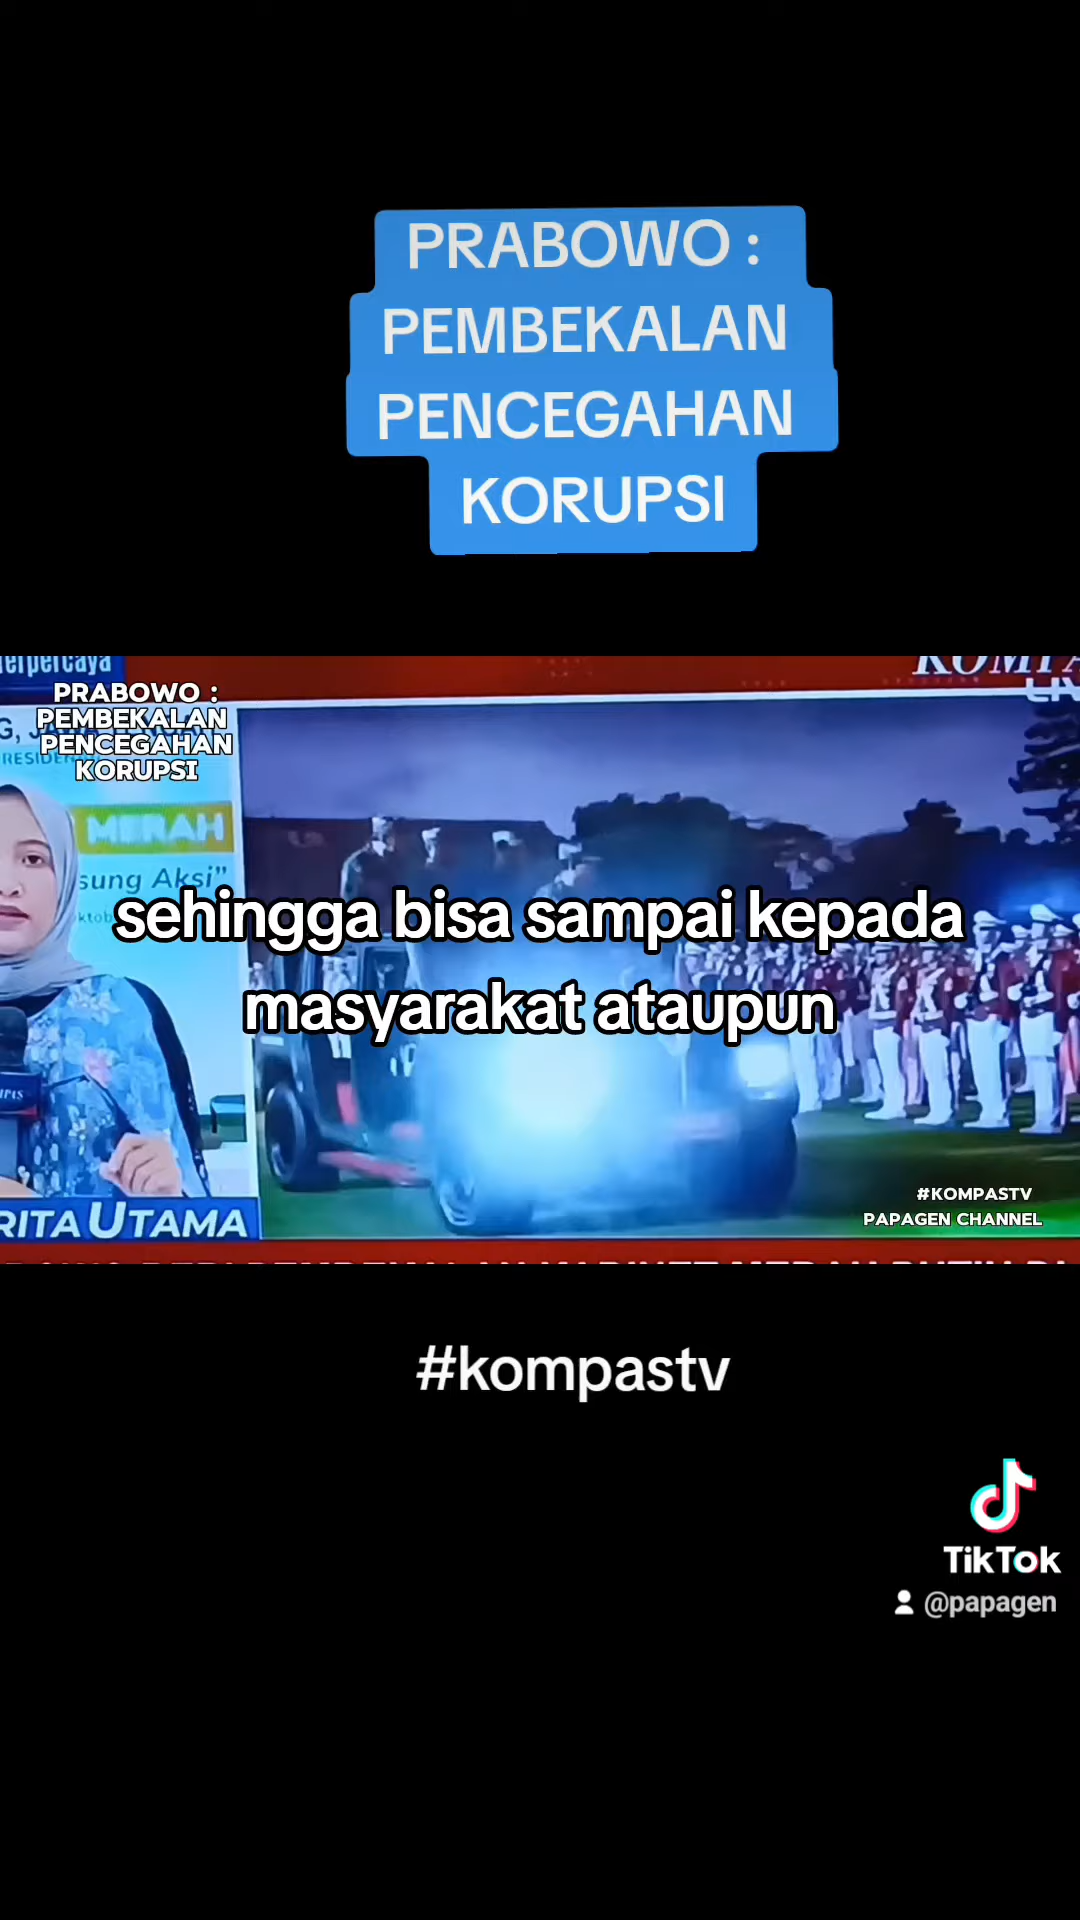 PRABOWO :
PEMBEKALAN
PENCEGAHAN
KORUPSI
Terpercaya
PRABOWO :
PEMBEKALAN
PENCEGAHAN
KORUPSI
MERAH
sung Aksi"
sehingga bisa sampai kepada
masyarakat ataupun
RITA UTAMA
#KOMPASTV
PAPAGEN CHANNEL
#kompastv
TikTok
@papagen